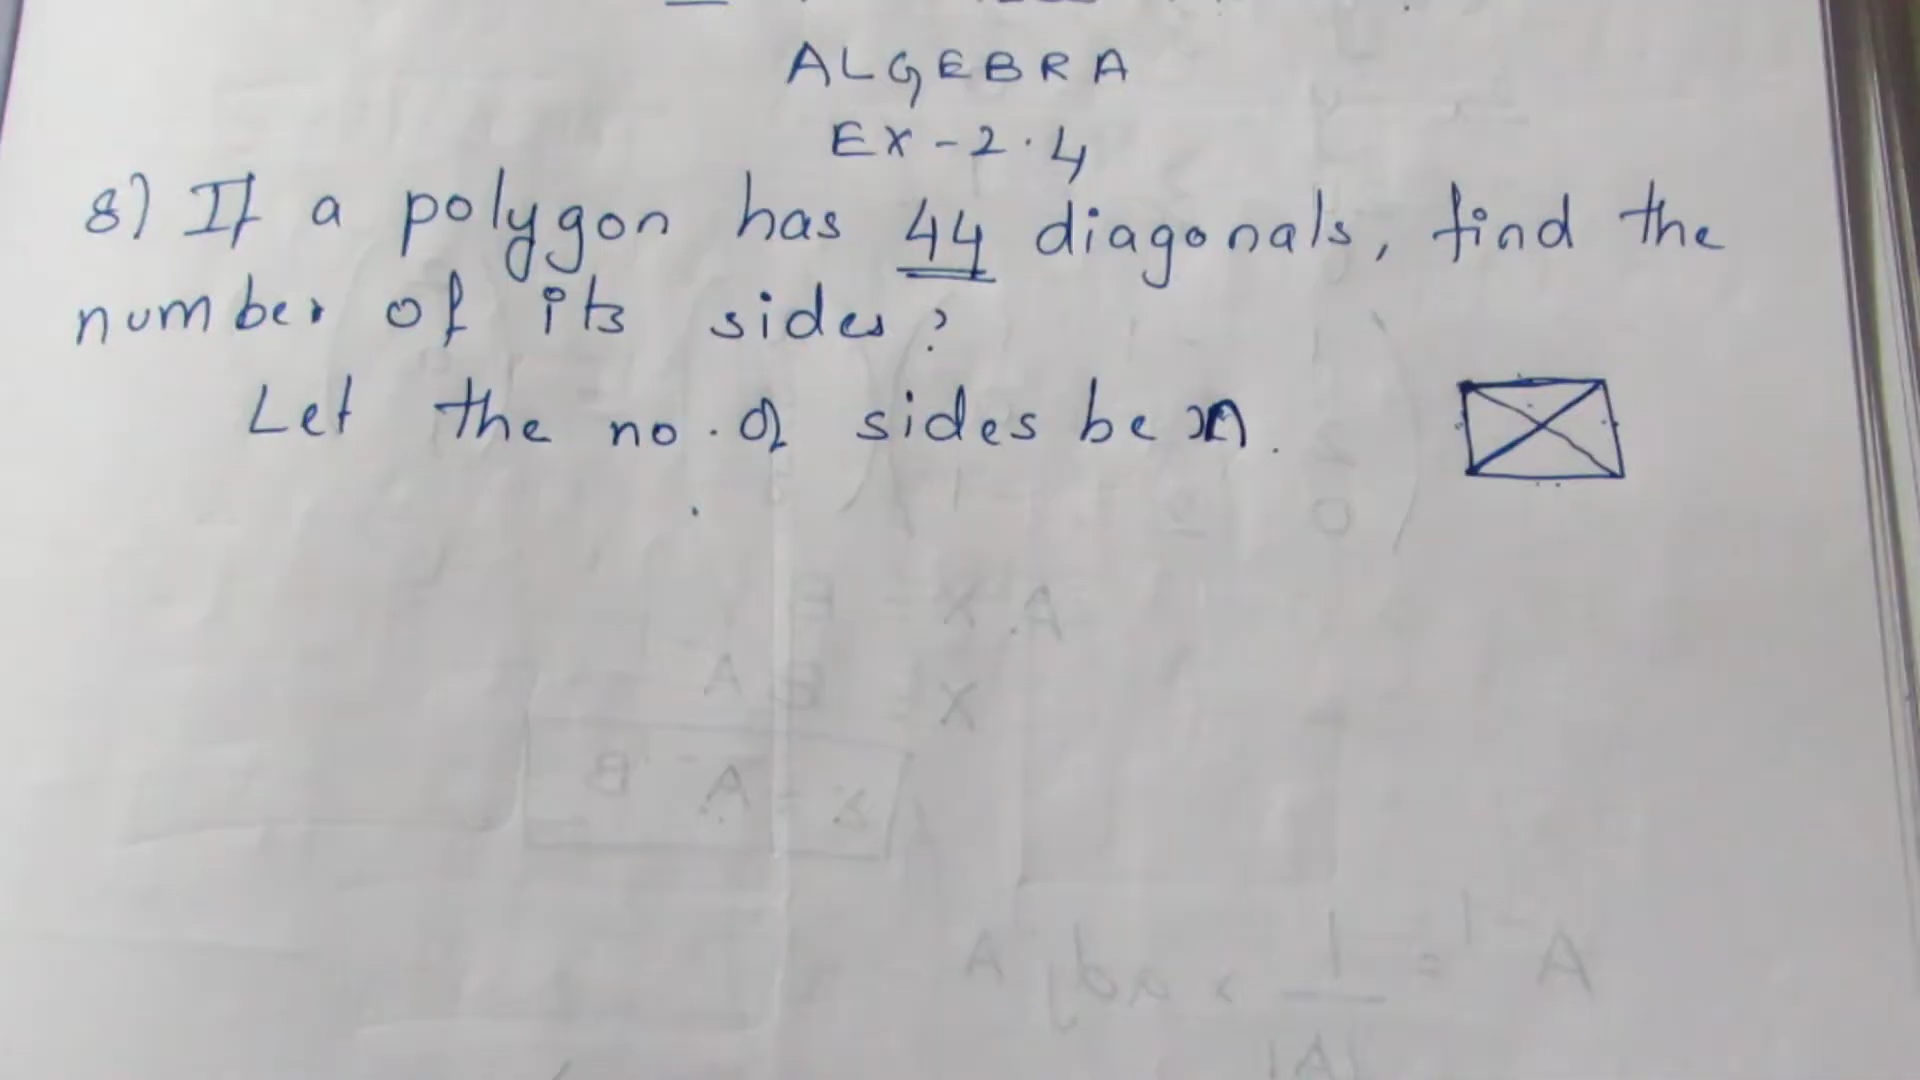 ALGEBRA
EX-2.4
8) If a polygon has 44 diagonals, find the
number of its sides?
Let the no. of sides be n.